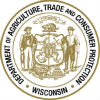 DEPARTMENT OF AGRICULTURE, TRADE AND CONSUMER PROTECTION
• WISCONSIN •